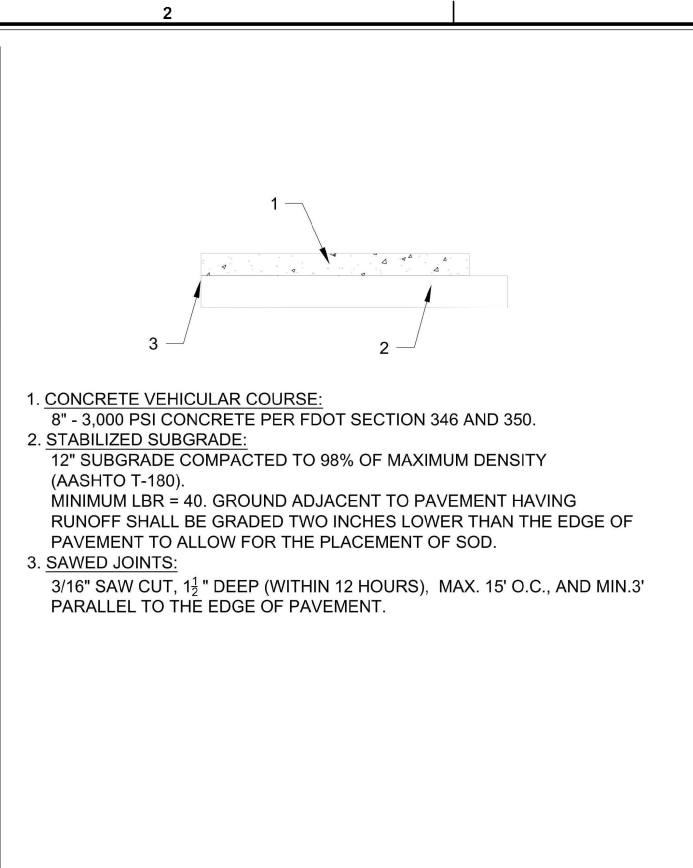 2
1
3
2
1. CONCRETE VEHICULAR COURSE:
8" - 3,000 PSI CONCRETE PER FDOT SECTION 346 AND 350.
2. STABILIZED SUBGRADE:
12" SUBGRADE COMPACTED TO 98% OF MAXIMUM DENSITY
(AASHTO T-180).
MINIMUM LBR = 40. GROUND ADJACENT TO PAVEMENT HAVING
RUNOFF SHALL BE GRADED TWO INCHES LOWER THAN THE EDGE OF
PAVEMENT TO ALLOW FOR THE PLACEMENT OF SOD.
3. SAWED JOINTS:
3/16" SAW CUT, 1½" DEEP (WITHIN 12 HOURS), MAX. 15' O.C., AND MIN.3'
PARALLEL TO THE EDGE OF PAVEMENT.